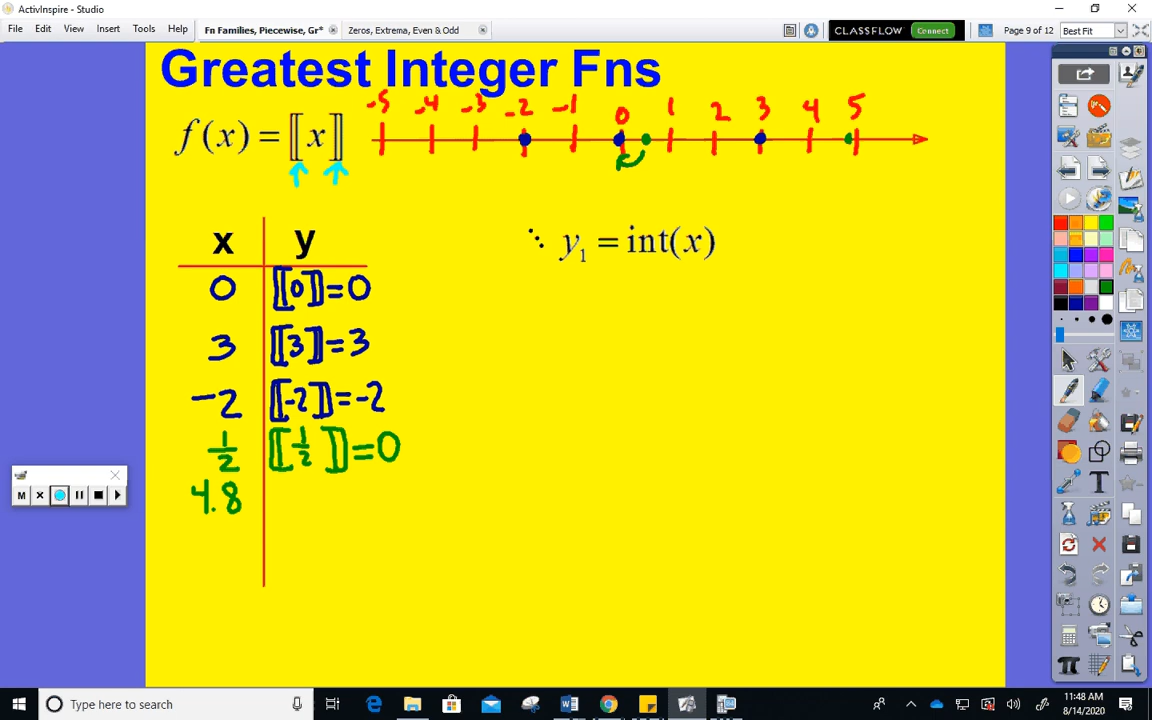 ActivInspire - Studio
File Edit View Insert Tools Help
Fn Families, Piecewise, Gr* Zeros, Extrema, Even & Odd
CLASSFLOW Connect
Page 9 of 12 Best Fit
Greatest Integer Fns
-5 -4 -3 -2 -1 0 1 2 3 4 5
f(x) = ⟦x⟧
x y
y₁ = int(x)
0 ⟦0⟧=0
3 ⟦3⟧=3
-2 ⟦-2⟧=-2
1/2 ⟦1/2⟧=0
4.8
M
T
Type here to search
11:48 AM
8/14/2020